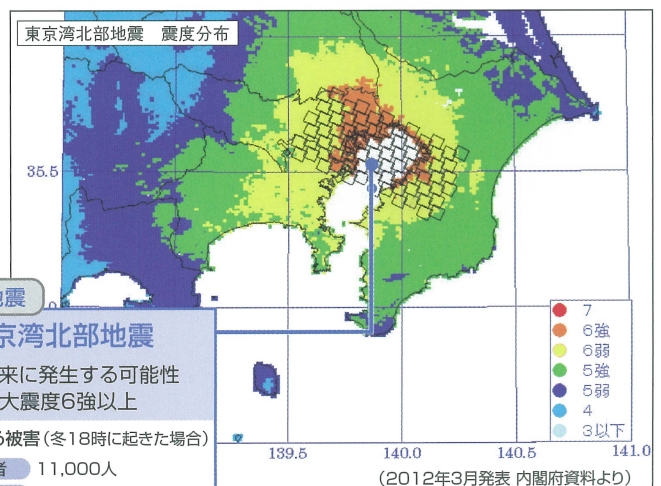 東京湾北部地震 震度分布
35.5
地震
京湾北部地震
来に発生する可能性
大震度6強以上
被害(冬18時に起きた場合)
者 11,000人
7
6強
6弱
5強
5弱
4
3以下
139.5 140.0 140.5 141.0
(2012年3月発表 内閣府資料より)